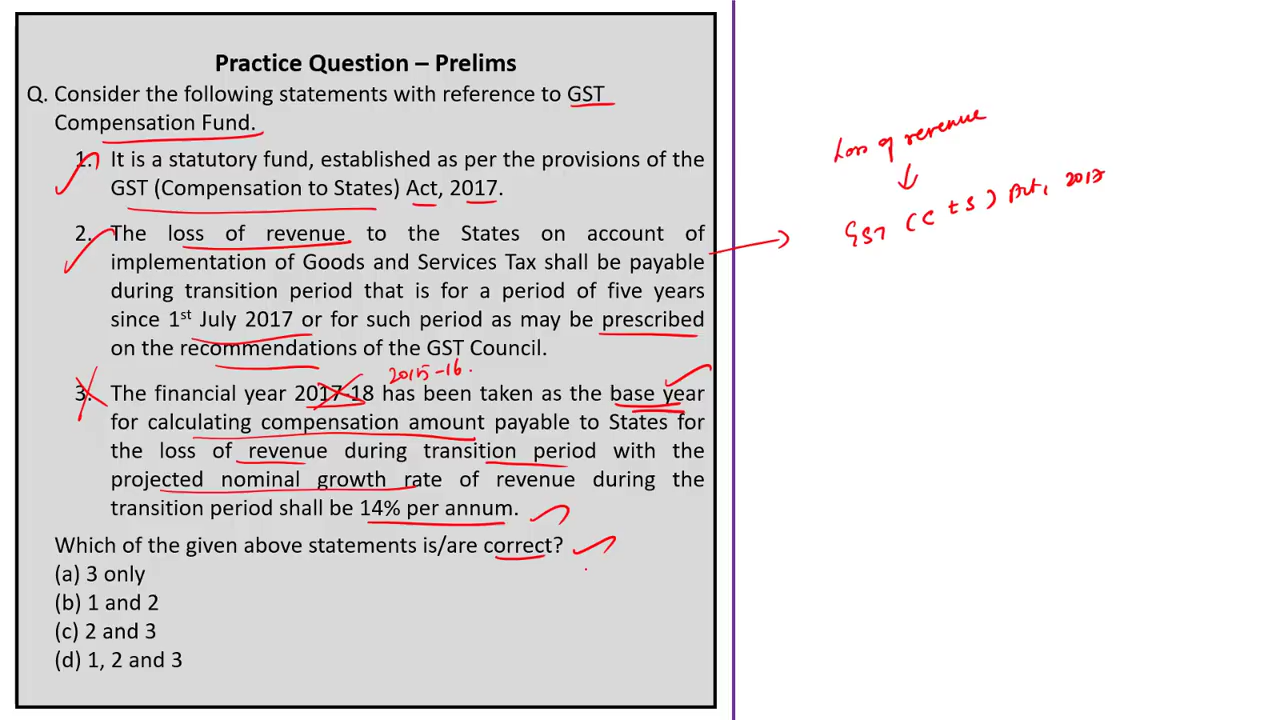 Practice Question – Prelims
Q. Consider the following statements with reference to GST
Compensation Fund.
1. It is a statutory fund, established as per the provisions of the
GST (Compensation to States) Act, 2017.
2. The loss of revenue to the States on account of
implementation of Goods and Services Tax shall be payable
during transition period that is for a period of five years
since 1st July 2017 or for such period as may be prescribed
on the recommendations of the GST Council.
2015-16.
3. The financial year 2017-18 has been taken as the base year
for calculating compensation amount payable to States for
the loss of revenue during transition period with the
projected nominal growth rate of revenue during the
transition period shall be 14% per annum.
Which of the given above statements is/are correct?
(a) 3 only
(b) 1 and 2
(c) 2 and 3
(d) 1, 2 and 3
Loss of revenue
GST (C t S) Act, 2017